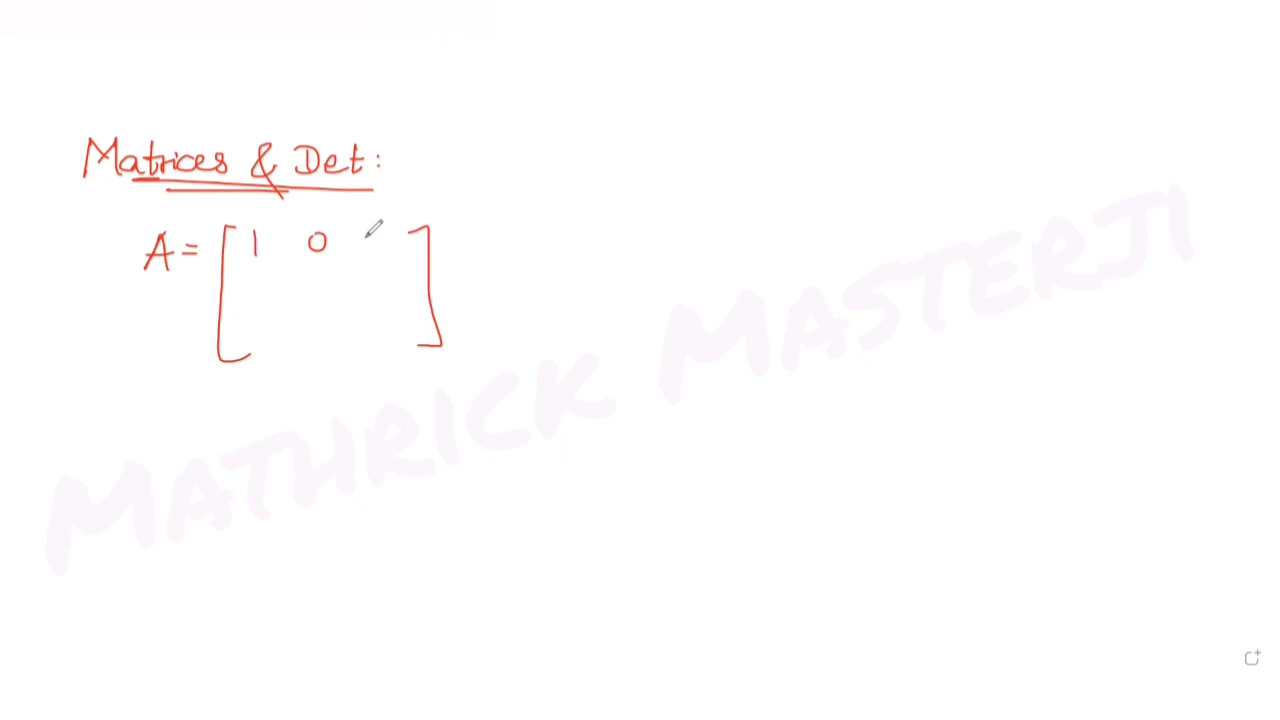 Matrices & Det:
A = [ 1 0 ]
MATHRICK MASTERJI